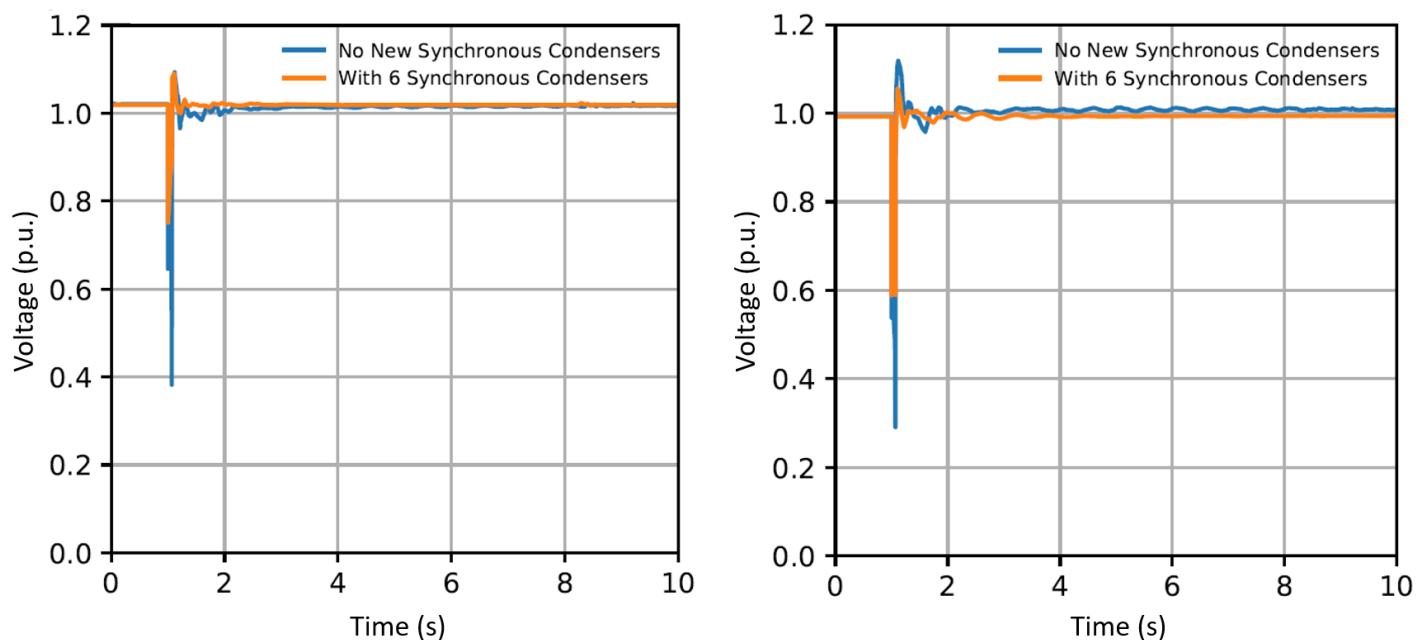 1.2
1.0
0.8
0.6
0.4
0.2
0.0
Voltage (p.u.)
No New Synchronous Condensers
With 6 Synchronous Condensers
0 2 4 6 8 10
Time (s)
1.2
1.0
0.8
0.6
0.4
0.2
0.0
Voltage (p.u.)
No New Synchronous Condensers
With 6 Synchronous Condensers
0 2 4 6 8 10
Time (s)